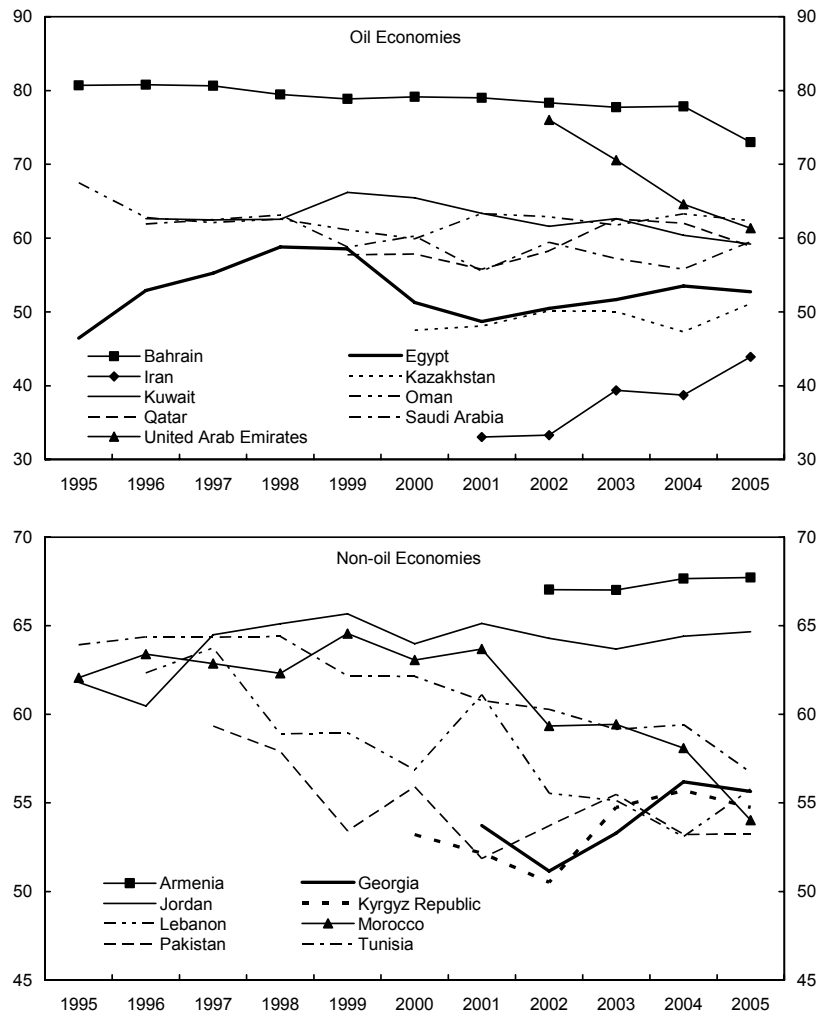 90 90
Oil Economies
80 80
70 70
60 60
50 50
Bahrain Egypt
40 Iran Kazakhstan 40
Kuwait Oman
Qatar Saudi Arabia
United Arab Emirates
30 30
1995 1996 1997 1998 1999 2000 2001 2002 2003 2004 2005
70 70
Non-oil Economies
65 65
60 60
55 55
50 50
Armenia Georgia
Jordan Kyrgyz Republic
Lebanon Morocco
Pakistan Tunisia
45 45
1995 1996 1997 1998 1999 2000 2001 2002 2003 2004 2005